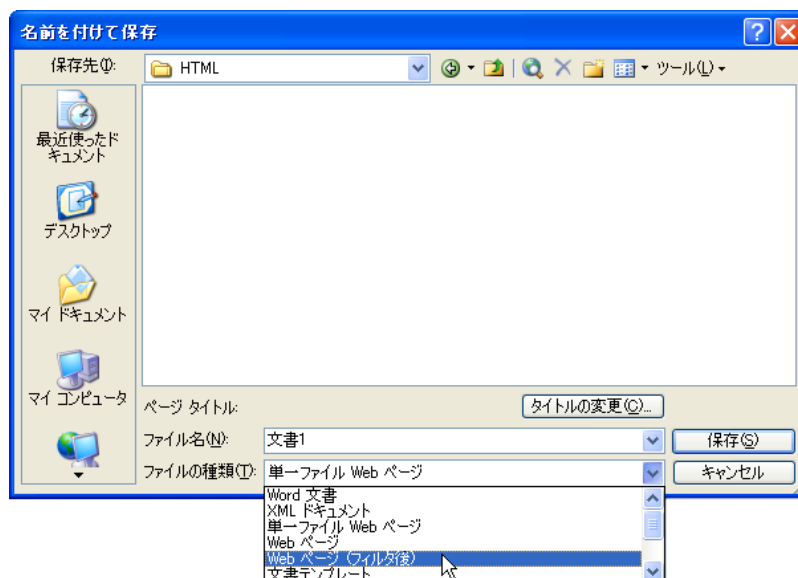 名前を付けて保存
保存先(I):
HTML
ツール(L)
最近使ったド
キュメント
デスクトップ
マイ ドキュメント
マイ コンピュータ
ページ タイトル:
タイトルの変更(C)...
ファイル名(N):
文書1
保存(S)
ファイルの種類(T):
単一ファイル Web ページ
キャンセル
Word 文書
XML ドキュメント
単一ファイル Web ページ
Web ページ
Web ページ (フィルタ後)
文書テンプレート